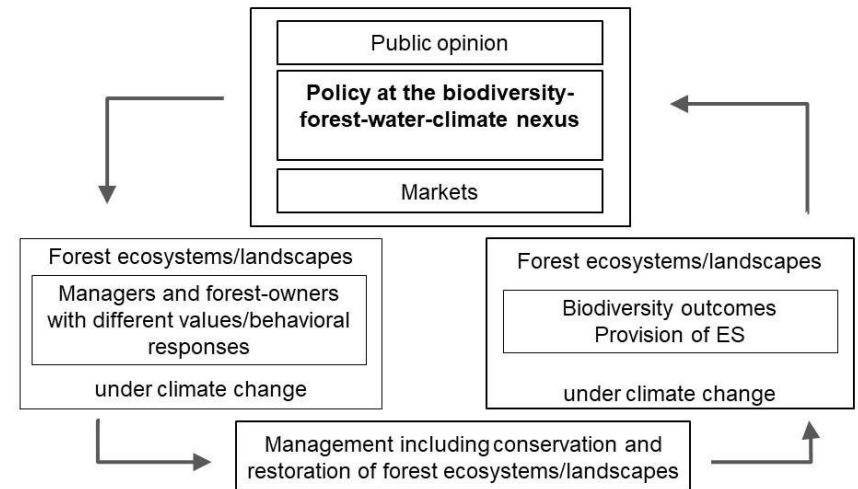 Public opinion
Policy at the biodiversity-
forest-water-climate nexus
Markets
Forest ecosystems/landscapes
Managers and forest-owners
with different values/behavioral
responses
under climate change
Forest ecosystems/landscapes
Biodiversity outcomes
Provision of ES
under climate change
Management including conservation and
restoration of forest ecosystems/landscapes